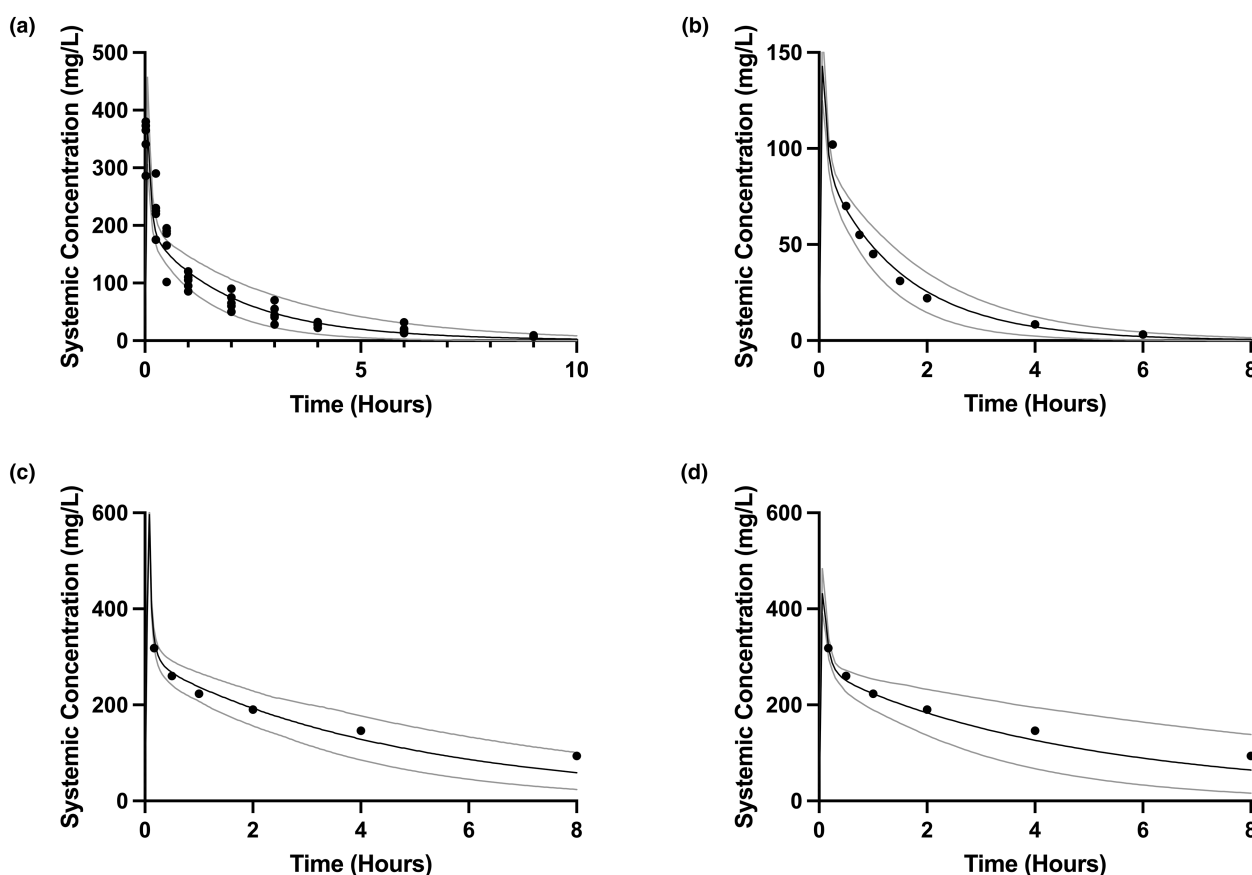 (a)
Systemic Concentration (mg/L)
500
400
300
200
100
0
0 5 10
Time (Hours)
(b)
Systemic Concentration (mg/L)
150
100
50
0
0 2 4 6 8
Time (Hours)
(c)
Systemic Concentration (mg/L)
600
400
200
0
0 2 4 6 8
Time (Hours)
(d)
Systemic Concentration (mg/L)
600
400
200
0
0 2 4 6 8
Time (Hours)